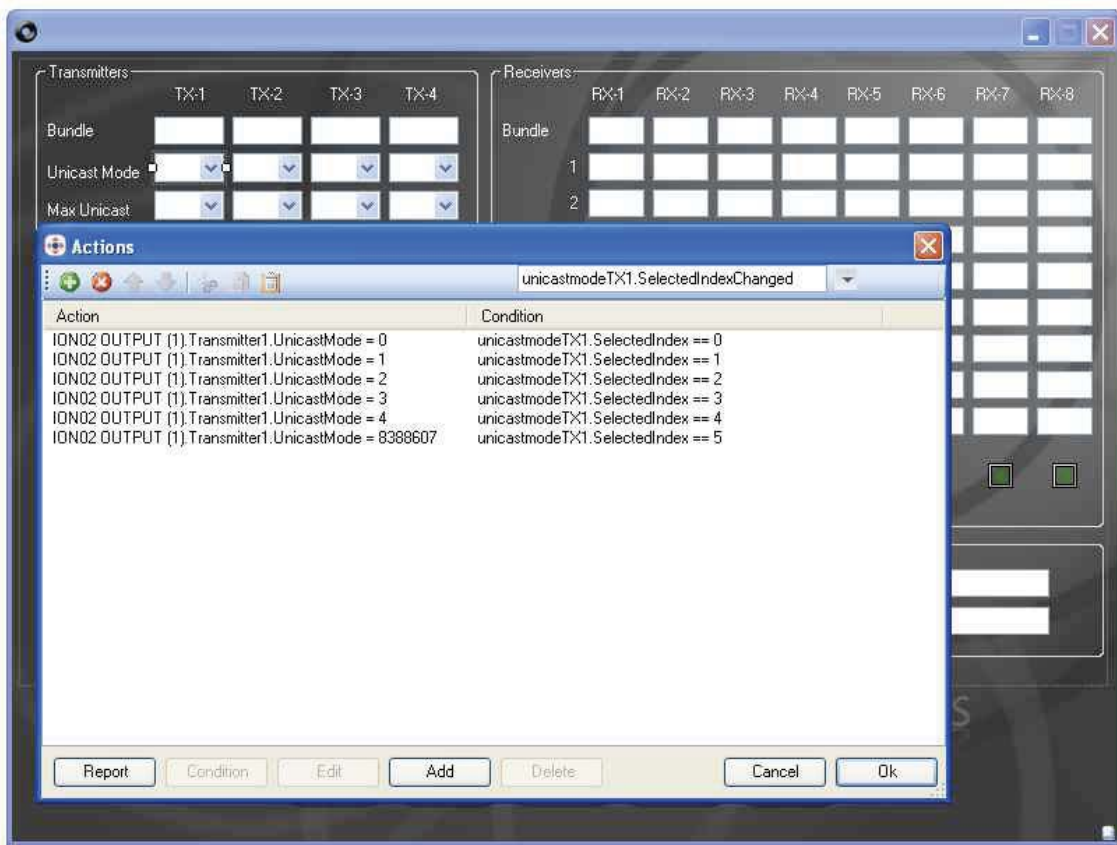 Transmitters
TX-1 TX-2 TX-3 TX-4
Bundle
Unicast Mode
Max Unicast
Receivers
RX-1 RX-2 RX-3 RX-4 RX-5 RX-6 RX-7 RX-8
Bundle
1
2
Actions
unicastmodeTX1.SelectedIndexChanged
Action Condition
ION02 OUTPUT (1).Transmitter1.UnicastMode = 0 unicastmodeTX1.SelectedIndex == 0
ION02 OUTPUT (1).Transmitter1.UnicastMode = 1 unicastmodeTX1.SelectedIndex == 1
ION02 OUTPUT (1).Transmitter1.UnicastMode = 2 unicastmodeTX1.SelectedIndex == 2
ION02 OUTPUT (1).Transmitter1.UnicastMode = 3 unicastmodeTX1.SelectedIndex == 3
ION02 OUTPUT (1).Transmitter1.UnicastMode = 4 unicastmodeTX1.SelectedIndex == 4
ION02 OUTPUT (1).Transmitter1.UnicastMode = 8388607 unicastmodeTX1.SelectedIndex == 5
S
Report Condition Edit Add Delete Cancel Ok